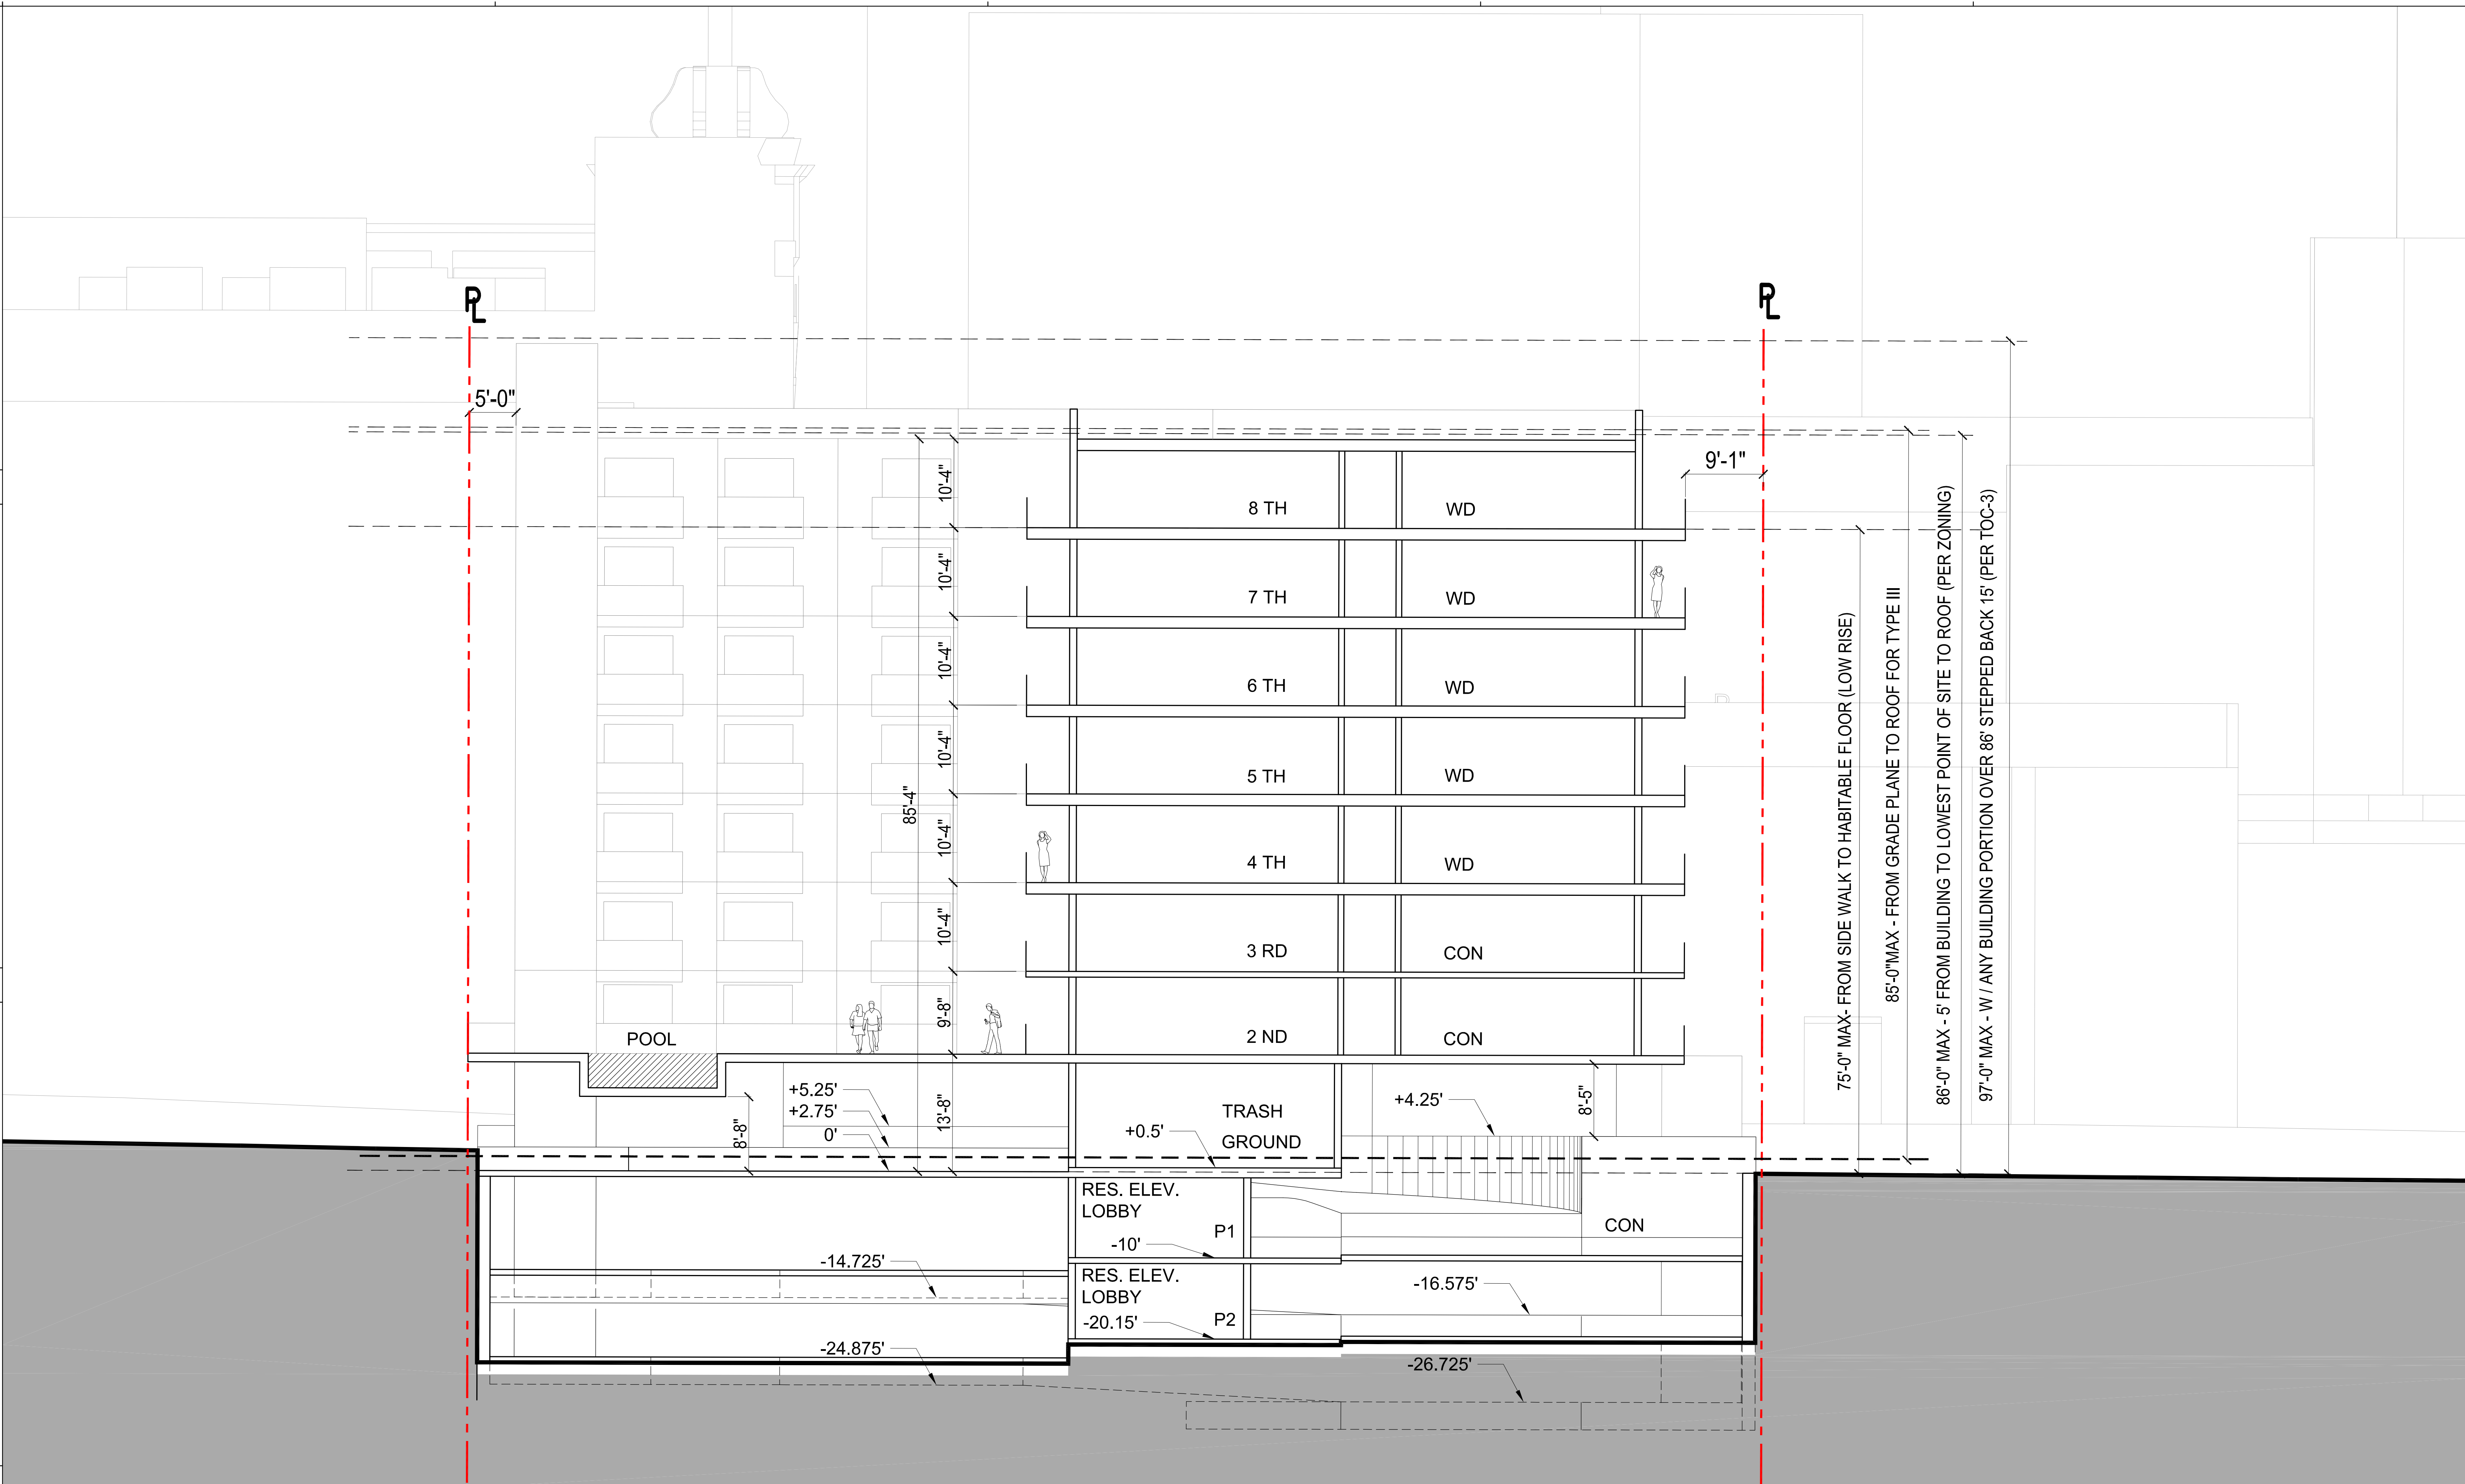 PL
PL
5'-0"
9'-1"
10'-4"
8 TH
WD
10'-4"
7 TH
WD
10'-4"
6 TH
WD
10'-4"
5 TH
WD
10'-4"
4 TH
WD
10'-4"
3 RD
CON
9'-8"
2 ND
CON
85'-4"
13'-8"
POOL
8'-8"
+5.25'
+2.75'
0'
+0.5'
TRASH
GROUND
+4.25'
8'-5"
75'-0" MAX- FROM SIDE WALK TO HABITABLE FLOOR (LOW RISE)
85'-0"MAX - FROM GRADE PLANE TO ROOF FOR TYPE III
86'-0" MAX - 5' FROM BUILDING TO LOWEST POINT OF SITE TO ROOF (PER ZONING)
97'-0" MAX - W / ANY BUILDING PORTION OVER 86' STEPPED BACK 15' (PER TOC-3)
RES. ELEV.
LOBBY
P1
-10'
CON
-14.725'
RES. ELEV.
LOBBY
P2
-20.15'
-16.575'
-24.875'
-26.725'